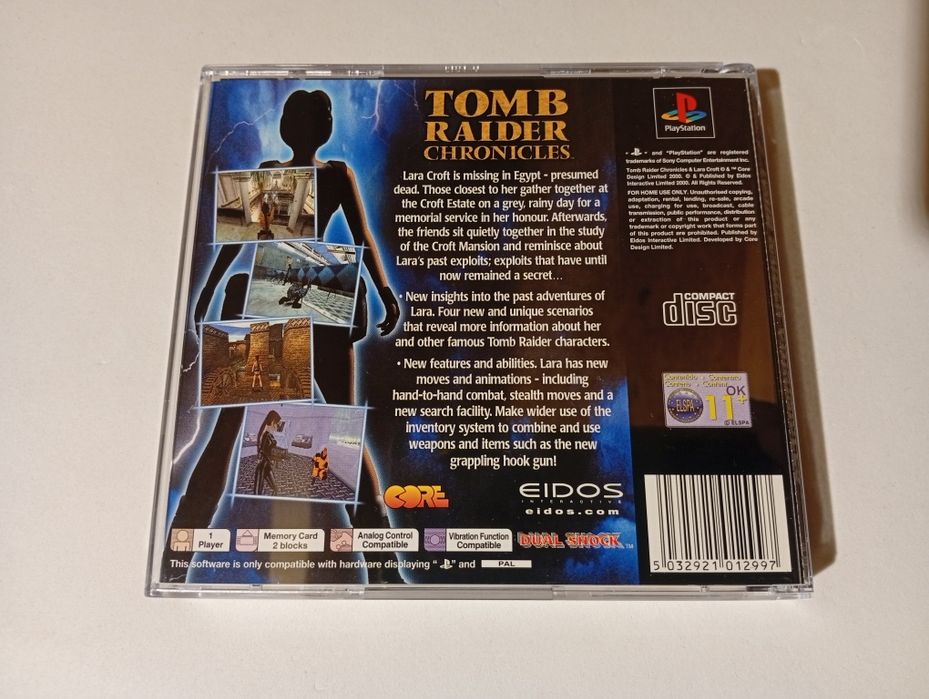 TOMB
RAIDER
CHRONICLES
Lara Croft is missing in Egypt - presumed
dead. Those closest to her gather together at
the Croft Estate on a grey, rainy day for a
memorial service in her honour. Afterwards,
the friends sit quietly together in the study
of the Croft Mansion and reminisce about
Lara's past exploits; exploits that have until
now remained a secret...
• New insights into the past adventures of
Lara. Four new and unique scenarios
that reveal more information about her
and other famous Tomb Raider characters.
• New features and abilities. Lara has new
moves and animations - including
hand-to-hand combat, stealth moves and a
new search facility. Make wider use of the
inventory system to combine and use
weapons and items such as the new
grappling hook gun!
CORE
EIDOS
INTERACTIVE
eidos.com
1
Player
Memory Card
2 blocks
Analog Control
Compatible
Vibration Function
Compatible
DUAL SHOCK™
This software is only compatible with hardware displaying " " and PAL
PlayStation
" " and "PlayStation" are registered
trademarks of Sony Computer Entertainment Inc.
Tomb Raider Chronicles & Lara Croft © & ™ Core
Design Limited 2000. © & Published by Eidos
Interactive Limited 2000. All Rights Reserved.
FOR HOME USE ONLY. Unauthorised copying,
adaptation, rental, lending, re-sale, arcade
use, charging for use, broadcast, cable
transmission, public performance, distribution
or extraction of this product or any
trademark or copyright work that forms part
of this product are prohibited. Published by
Eidos Interactive Limited. Developed by Core
Design Limited.
COMPACT
disc
Contenido • Contenuto
ELSPA
OK
11+
© ELSPA
5 032921 012997